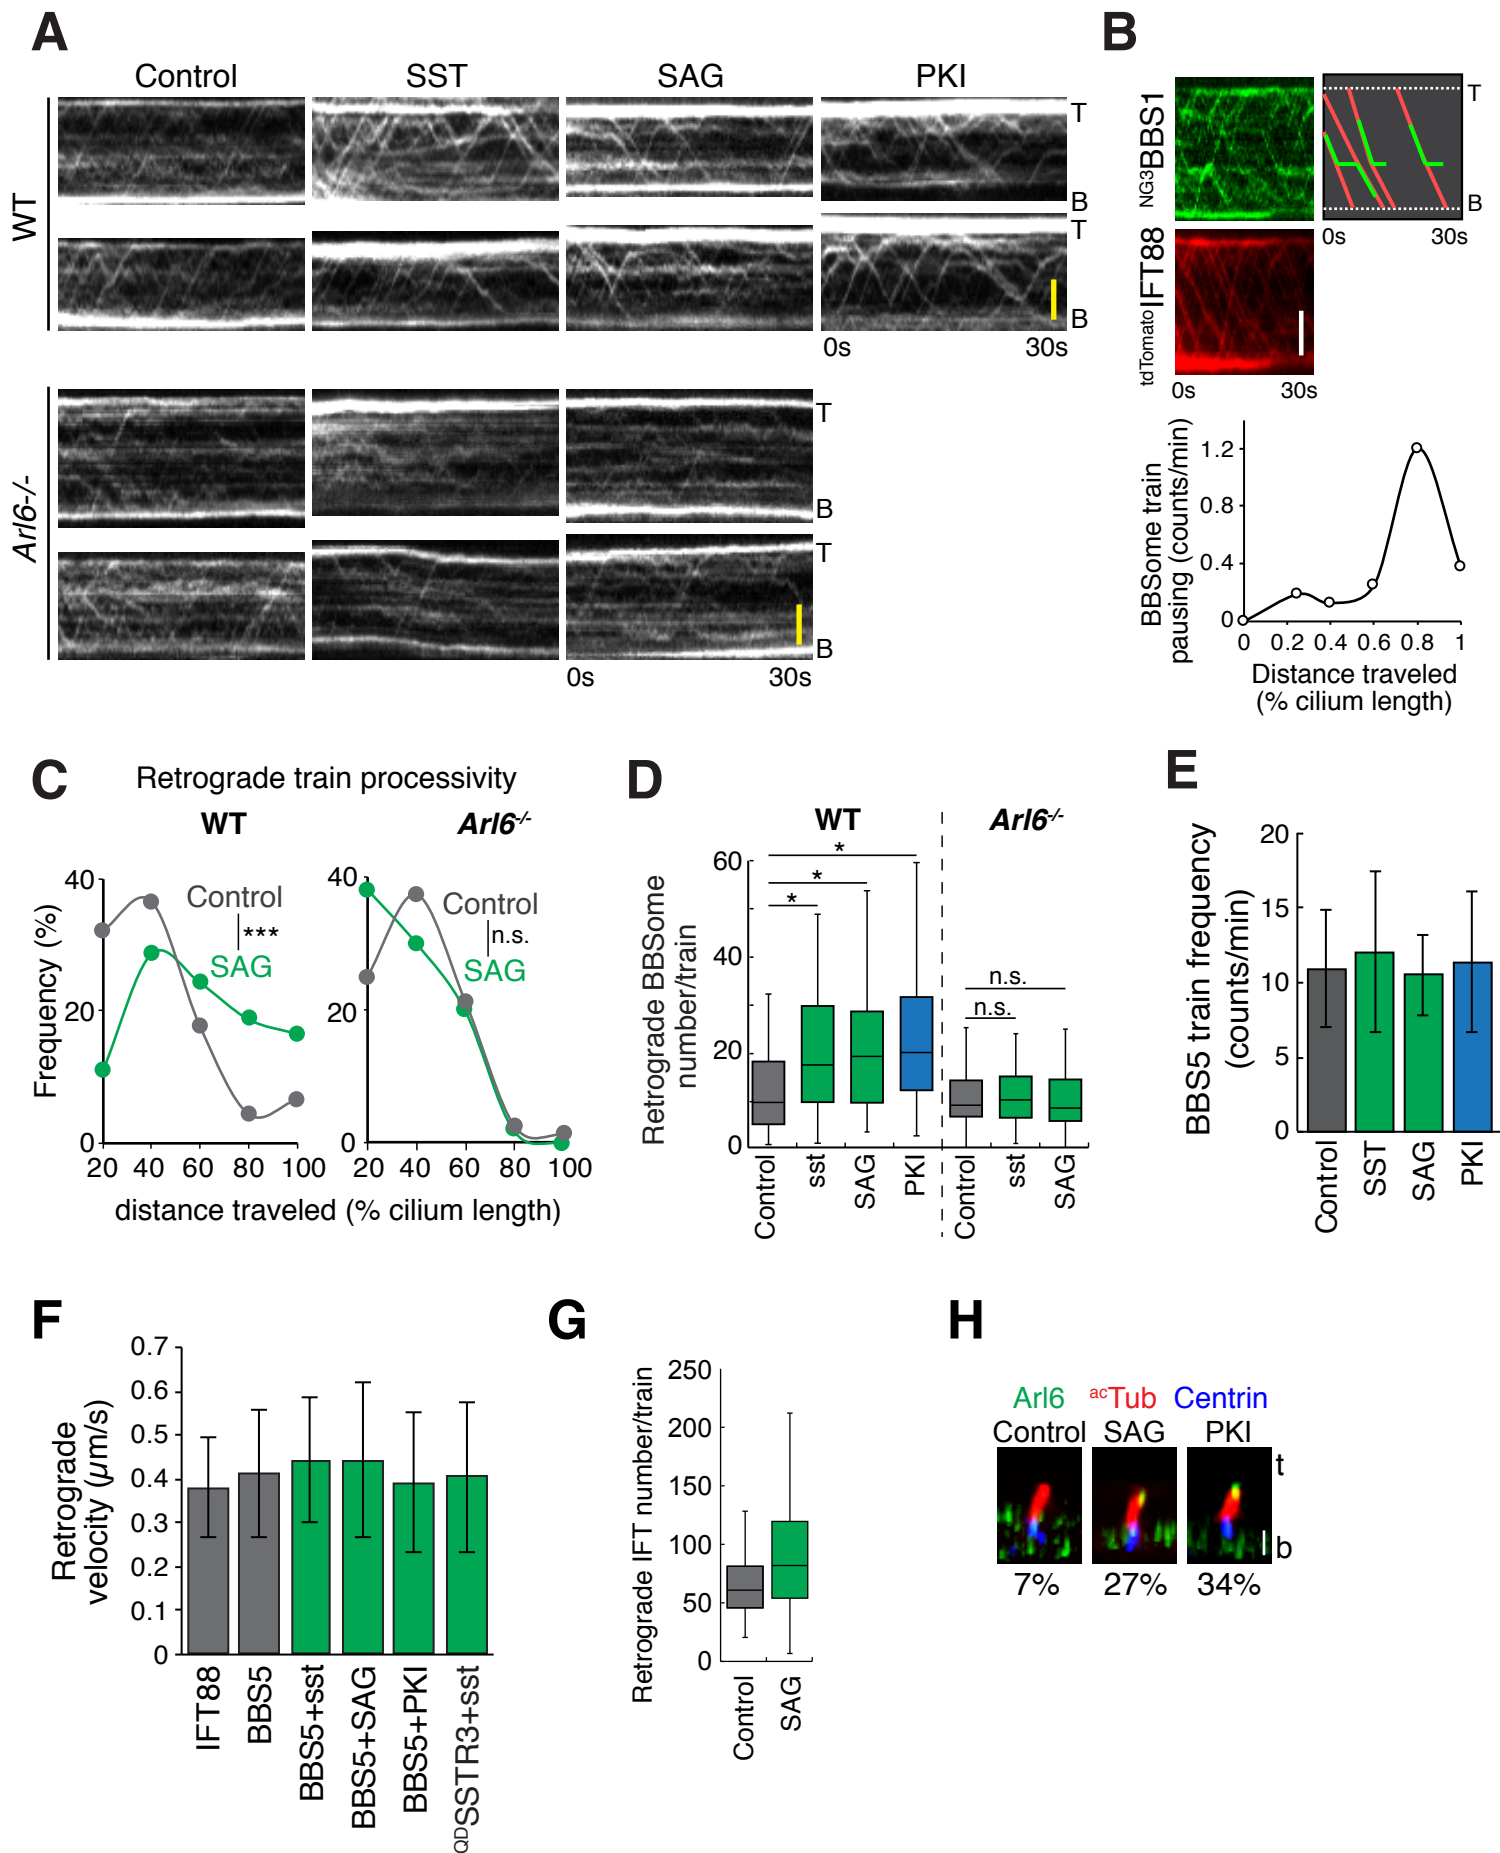 A
Control
SST
SAG
PKI
WT
T
B
T
B
0s
30s
Arl6-/-
T
B
T
B
0s
30s
B
NG3BBS1
T
B
0s
30s
tdTomatoIFT88
0s
30s
BBSome train
pausing (counts/min)
1.2
0.8
0.4
0
0 0.2 0.4 0.6 0.8 1
Distance traveled
(% cilium length)
C
Retrograde train processivity
WT
Arl6-/-
Frequency (%)
40
20
0
Control
***
SAG
20 40 60 80 100
40
20
0
Control
n.s.
SAG
20 40 60 80 100
distance traveled (% cilium length)
D
WT
Arl6-/-
Retrograde BBSome
number/train
60
40
20
0
*
*
*
n.s.
n.s.
Control
sst
SAG
PKI
Control
sst
SAG
E
BBS5 train frequency
(counts/min)
20
15
10
5
0
Control
SST
SAG
PKI
F
Retrograde
velocity (µm/s)
0.7
0.6
0.5
0.4
0.3
0.2
0.1
0
IFT88
BBS5
BBS5+sst
BBS5+SAG
BBS5+PKI
QDSSTR3+sst
G
Retrograde IFT number/train
250
200
150
100
50
0
Control
SAG
H
Arl6 acTub Centrin
Control SAG PKI
t
b
7% 27% 34%